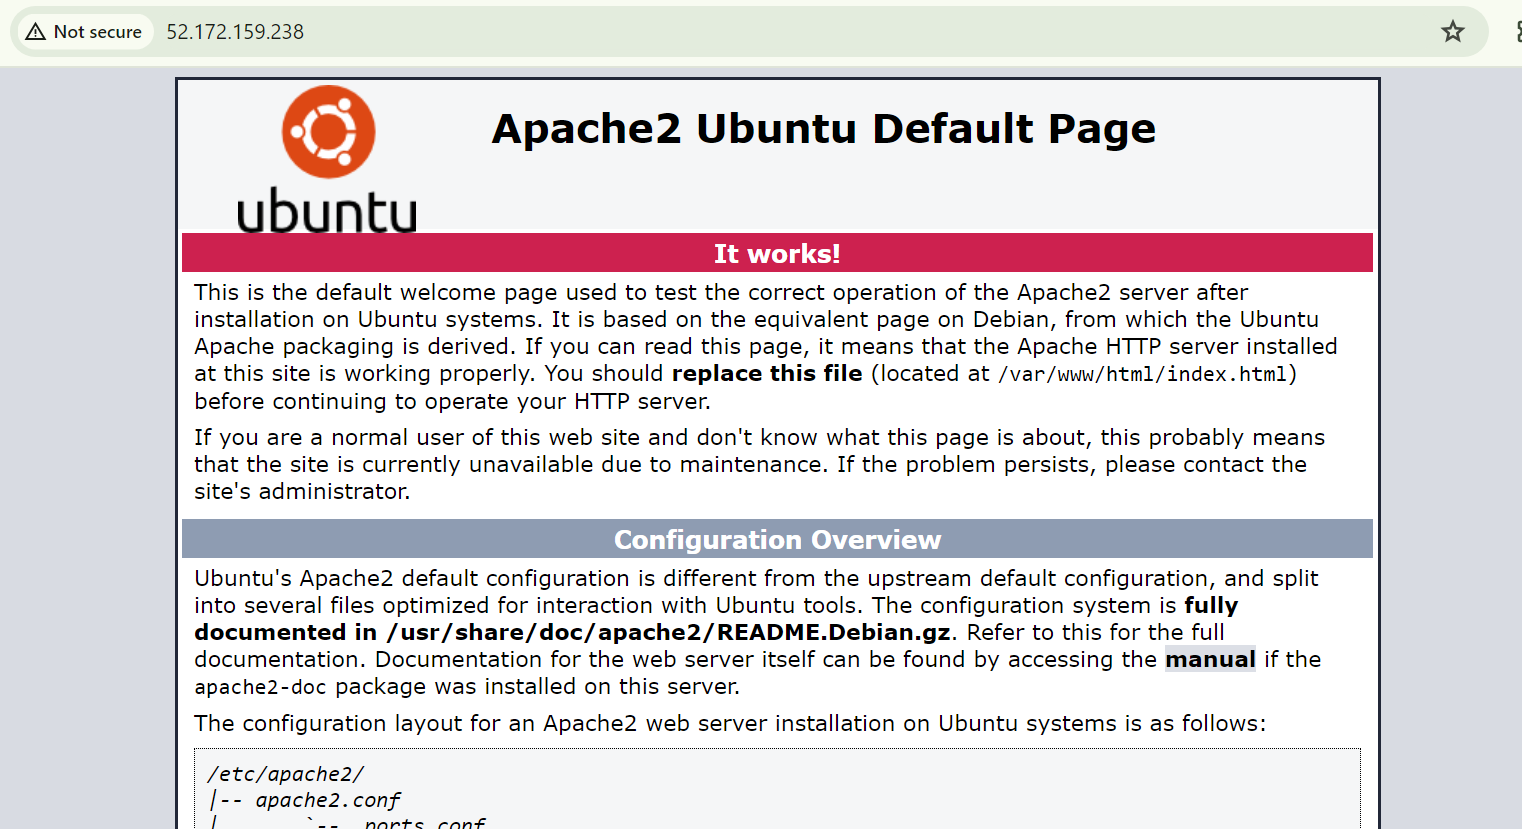 Not secure 52.172.159.238
Apache2 Ubuntu Default Page
ubuntu
It works!
This is the default welcome page used to test the correct operation of the Apache2 server after
installation on Ubuntu systems. It is based on the equivalent page on Debian, from which the Ubuntu
Apache packaging is derived. If you can read this page, it means that the Apache HTTP server installed
at this site is working properly. You should replace this file (located at /var/www/html/index.html)
before continuing to operate your HTTP server.
If you are a normal user of this web site and don't know what this page is about, this probably means
that the site is currently unavailable due to maintenance. If the problem persists, please contact the
site's administrator.
Configuration Overview
Ubuntu's Apache2 default configuration is different from the upstream default configuration, and split
into several files optimized for interaction with Ubuntu tools. The configuration system is fully
documented in /usr/share/doc/apache2/README.Debian.gz. Refer to this for the full
documentation. Documentation for the web server itself can be found by accessing the manual if the
apache2-doc package was installed on this server.
The configuration layout for an Apache2 web server installation on Ubuntu systems is as follows:
/etc/apache2/
|-- apache2.conf
|       `--  ports.conf